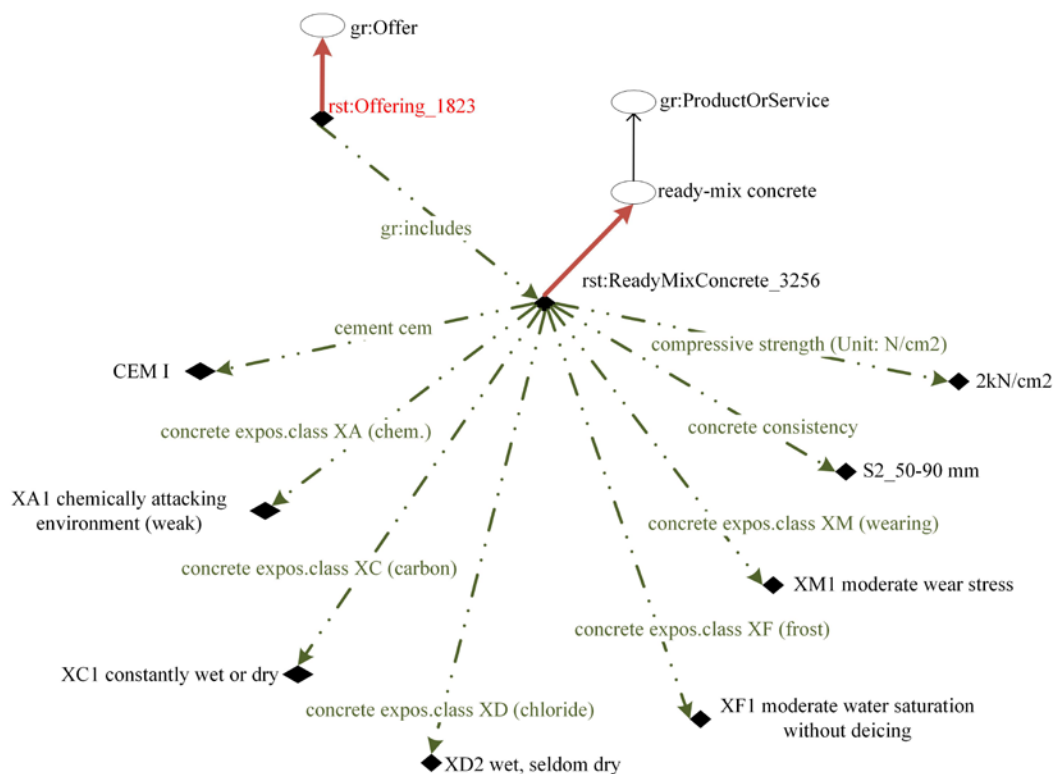 gr:Offer
rst:Offering_1823
gr:ProductOrService
ready-mix concrete
gr:includes
rst:ReadyMixConcrete_3256
cement cem
compressive strength (Unit: N/cm2)
CEM I
2kN/cm2
concrete expos.class XA (chem.)
concrete consistency
S2_50-90 mm
XA1 chemically attacking
environment (weak)
concrete expos.class XM (wearing)
concrete expos.class XC (carbon)
XM1 moderate wear stress
concrete expos.class XF (frost)
XC1 constantly wet or dry
concrete expos.class XD (chloride)
XF1 moderate water saturation
without deicing
XD2 wet, seldom dry